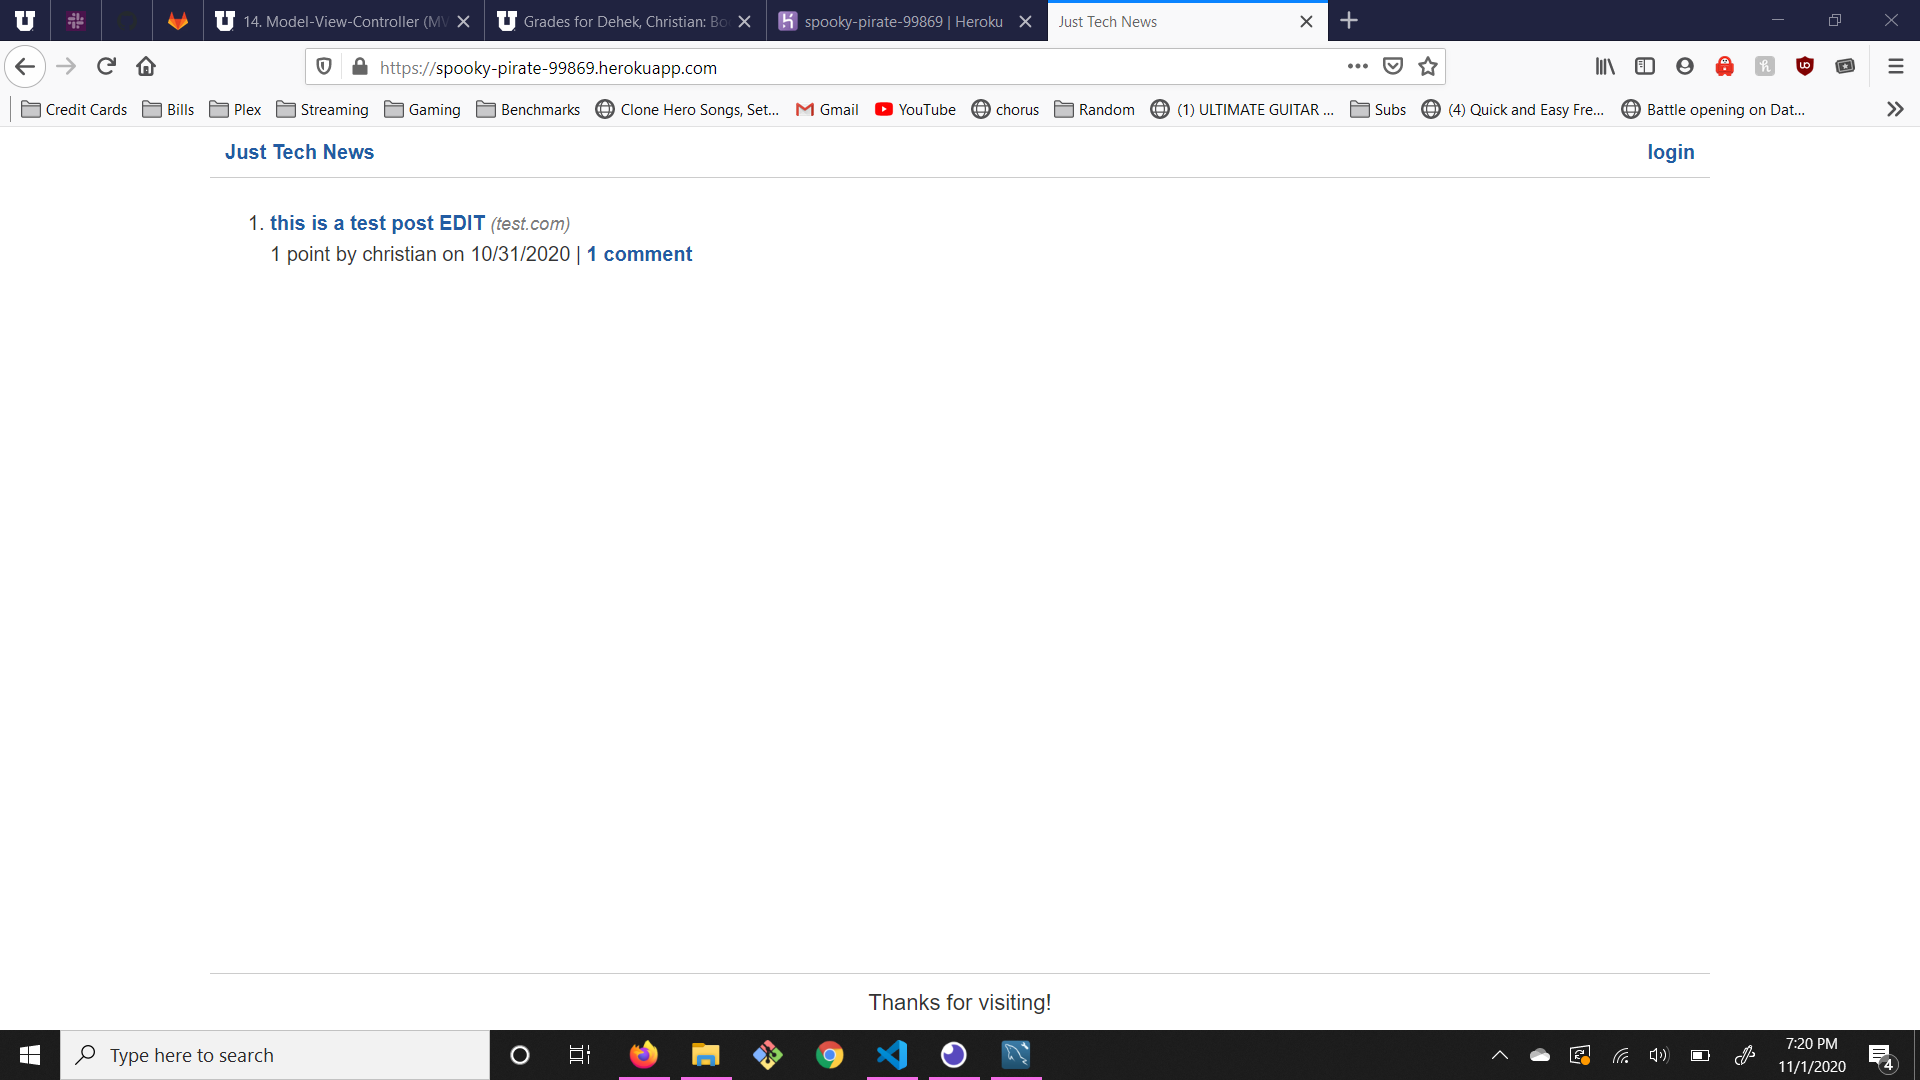 14. Model-View-Controller (MV
Grades for Dehek, Christian: Bo
spooky-pirate-99869 | Heroku
Just Tech News
https://spooky-pirate-99869.herokuapp.com
Credit Cards
Bills
Plex
Streaming
Gaming
Benchmarks
Clone Hero Songs, Set...
Gmail
YouTube
chorus
Random
(1) ULTIMATE GUITAR ...
Subs
(4) Quick and Easy Fre...
Battle opening on Dat...
Just Tech News
login
1. this is a test post EDIT (test.com)
1 point by christian on 10/31/2020 | 1 comment
Thanks for visiting!
Type here to search
7:20 PM
11/1/2020
4